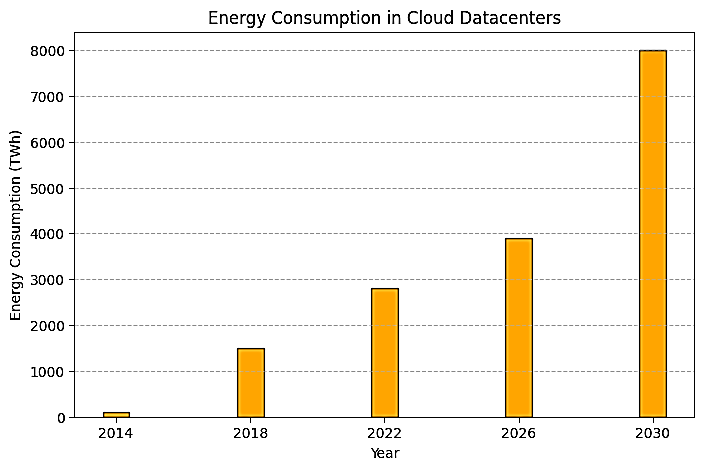 Energy Consumption in Cloud Datacenters
Energy Consumption (TWh)
8000
7000
6000
5000
4000
3000
2000
1000
0
2014 2018 2022 2026 2030
Year